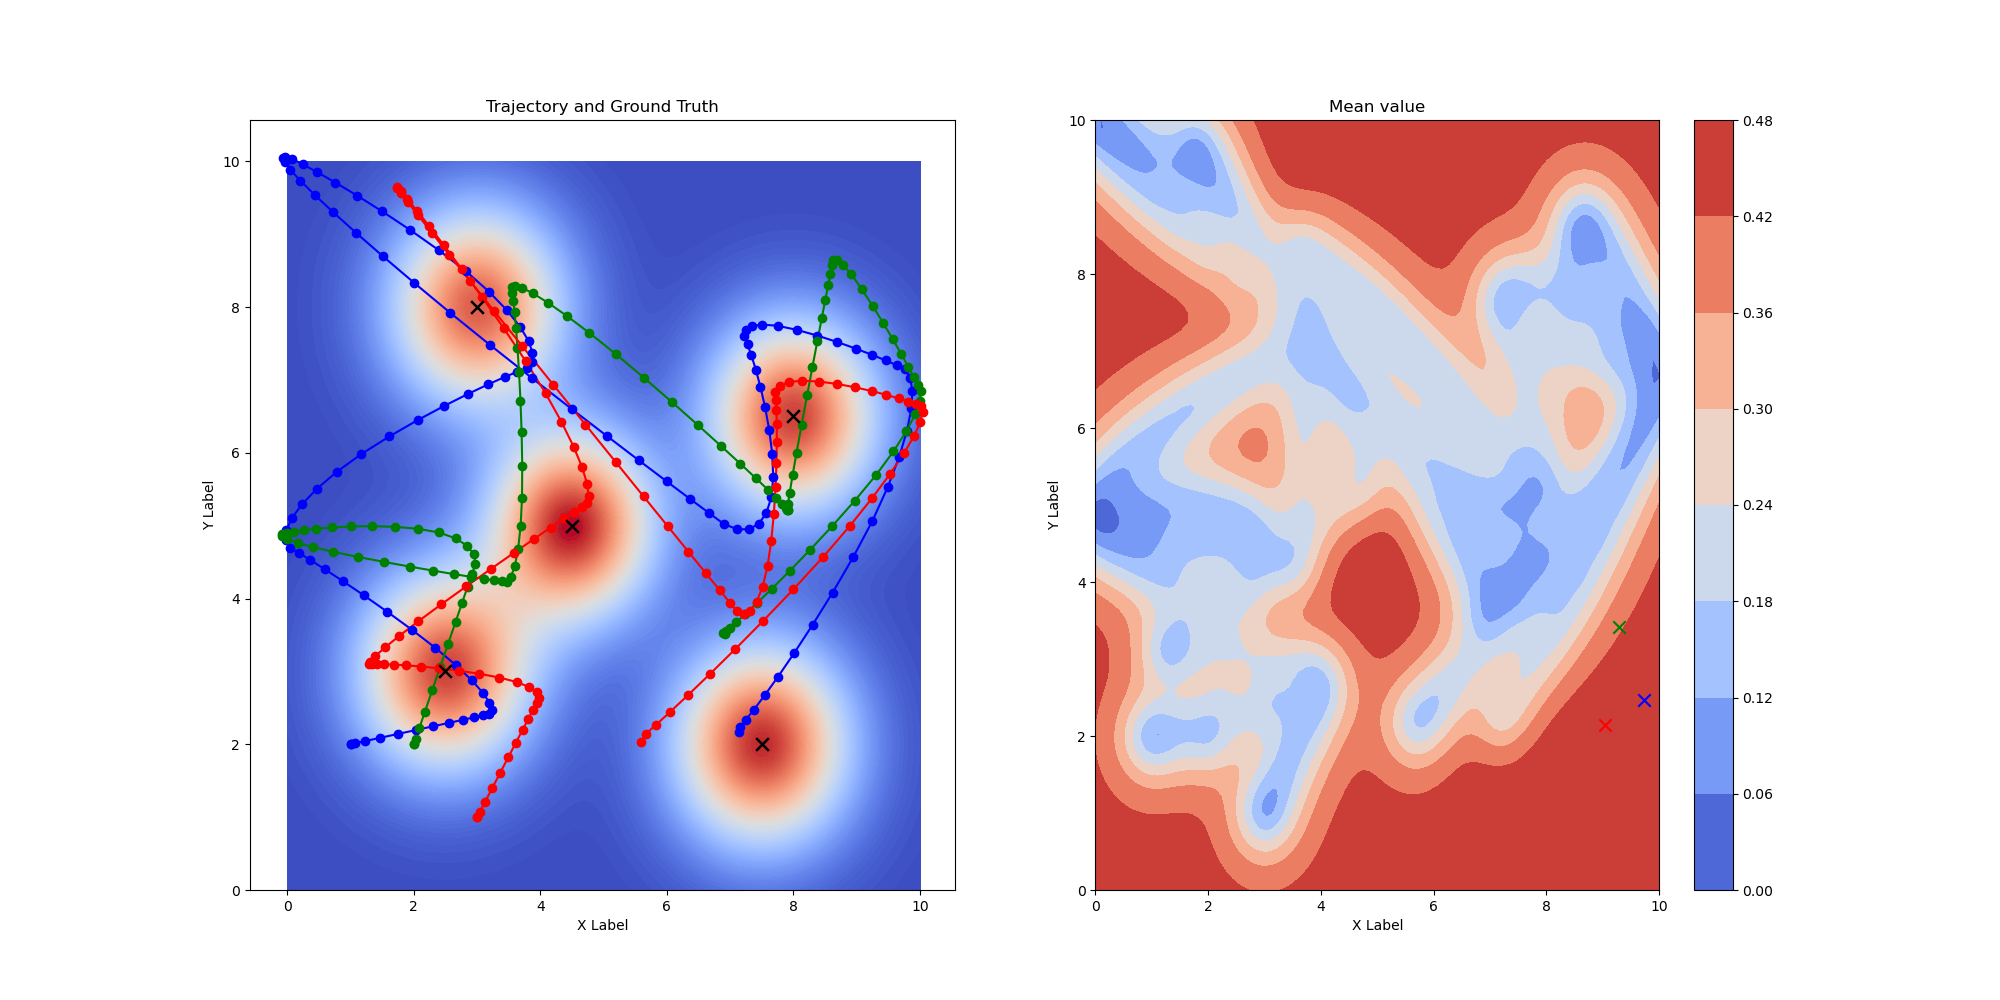 Trajectory and Ground Truth
Y Label
10
8
6
4
2
0
0 2 4 6 8 10
X Label
Mean value
Y Label
10
8
6
4
2
0
0 2 4 6 8 10
X Label
0.48
0.42
0.36
0.30
0.24
0.18
0.12
0.06
0.00